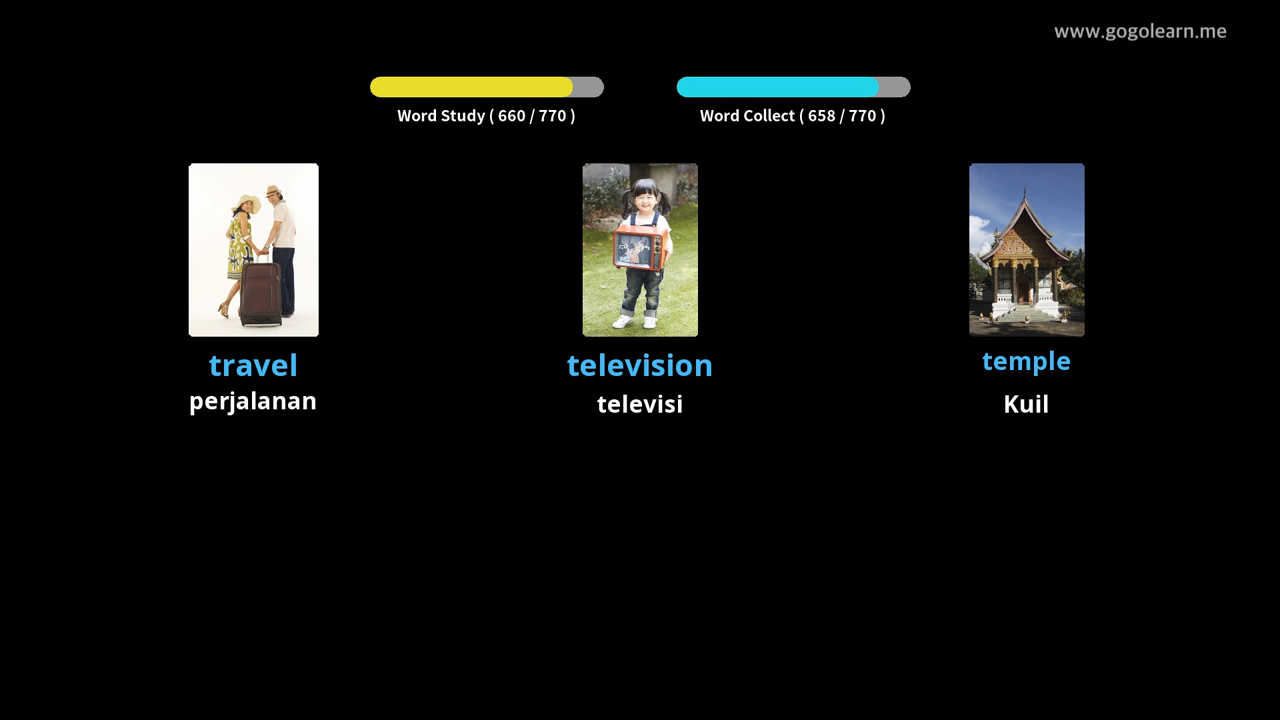 www.gogolearn.me
Word Study ( 660 / 770 )
Word Collect ( 658 / 770 )
travel
perjalanan
television
televisi
temple
Kuil